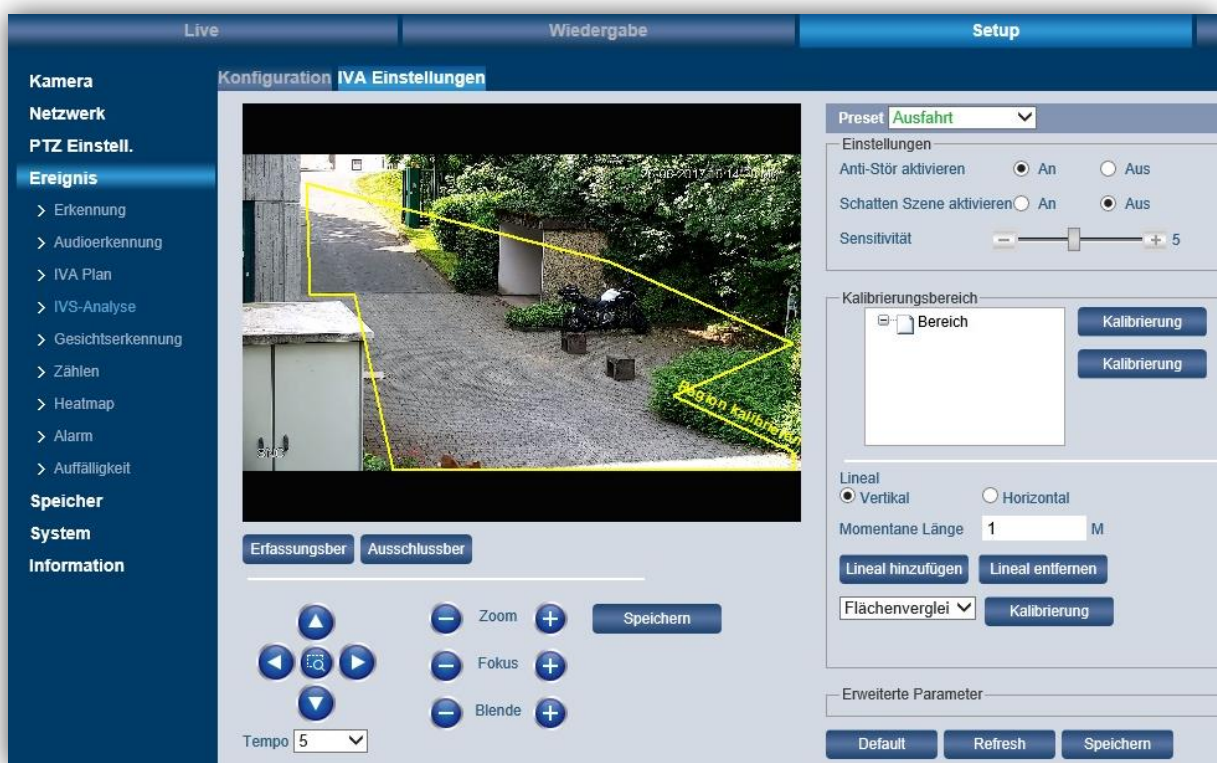 Live Wiedergabe Setup
Konfiguration IVA Einstellungen
Kamera
Netzwerk
PTZ Einstell.
Ereignis
Erkennung
Audioerkennung
IVA Plan
IVS-Analyse
Gesichtserkennung
Zählen
Heatmap
Alarm
Auffälligkeit
Speicher
System
Information
Region kalibrieren
Erfassungsber Ausschlussber
Zoom
Speichern
Fokus
Blende
Tempo 5
Preset Ausfahrt
Einstellungen
Anti-Stör aktivieren An Aus
Schatten Szene aktivieren An Aus
Sensitivität 5
Kalibrierungsbereich
Bereich
Kalibrierung
Kalibrierung
Lineal
Vertikal Horizontal
Momentane Länge 1 M
Lineal hinzufügen Lineal entfernen
Flächenverglei Kalibrierung
Erweiterte Parameter
Default Refresh Speichern